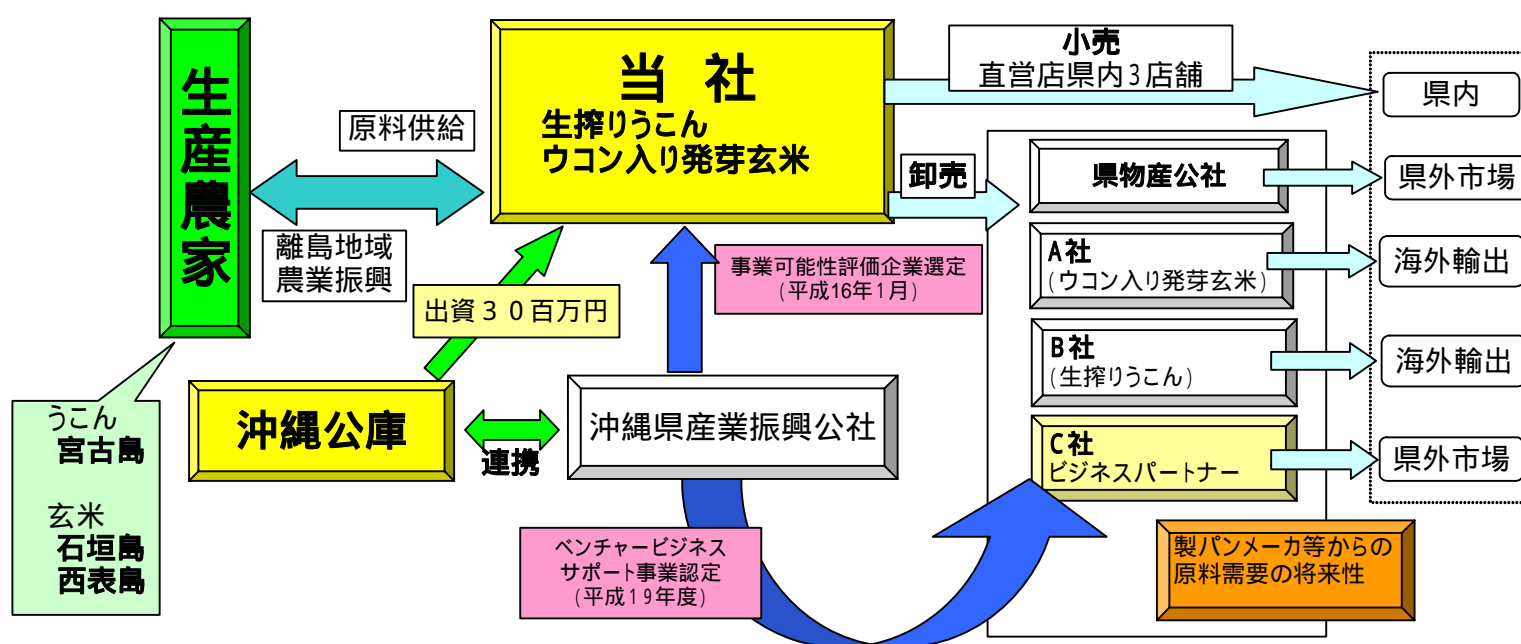 生産農家
原料供給
離島地域
農業振興
当 社
生搾りうこん
ウコン入り発芽玄米
小売
直営店県内3店舗
卸売
県内
県物産公社
県外市場
A社
(ウコン入り発芽玄米)
海外輸出
B社
(生搾りうこん)
海外輸出
C社
ビジネスパートナー
県外市場
製パンメーカ等からの
原料需要の将来性
事業可能性評価企業選定
(平成16年1月)
出資30百万円
沖縄公庫
連携
沖縄県産業振興公社
ベンチャービジネス
サポート事業認定
(平成19年度)
うこん
宮古島
玄米
石垣島
西表島